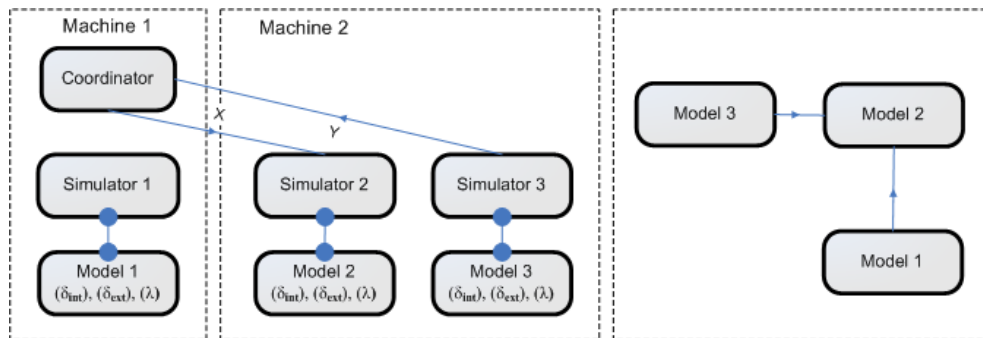 Machine 1
Coordinator
Simulator 1
Model 1
(δint), (δext), (λ)
Machine 2
X
Y
Simulator 2
Simulator 3
Model 2
(δint), (δext), (λ)
Model 3
(δint), (δext), (λ)
Model 3
Model 2
Model 1